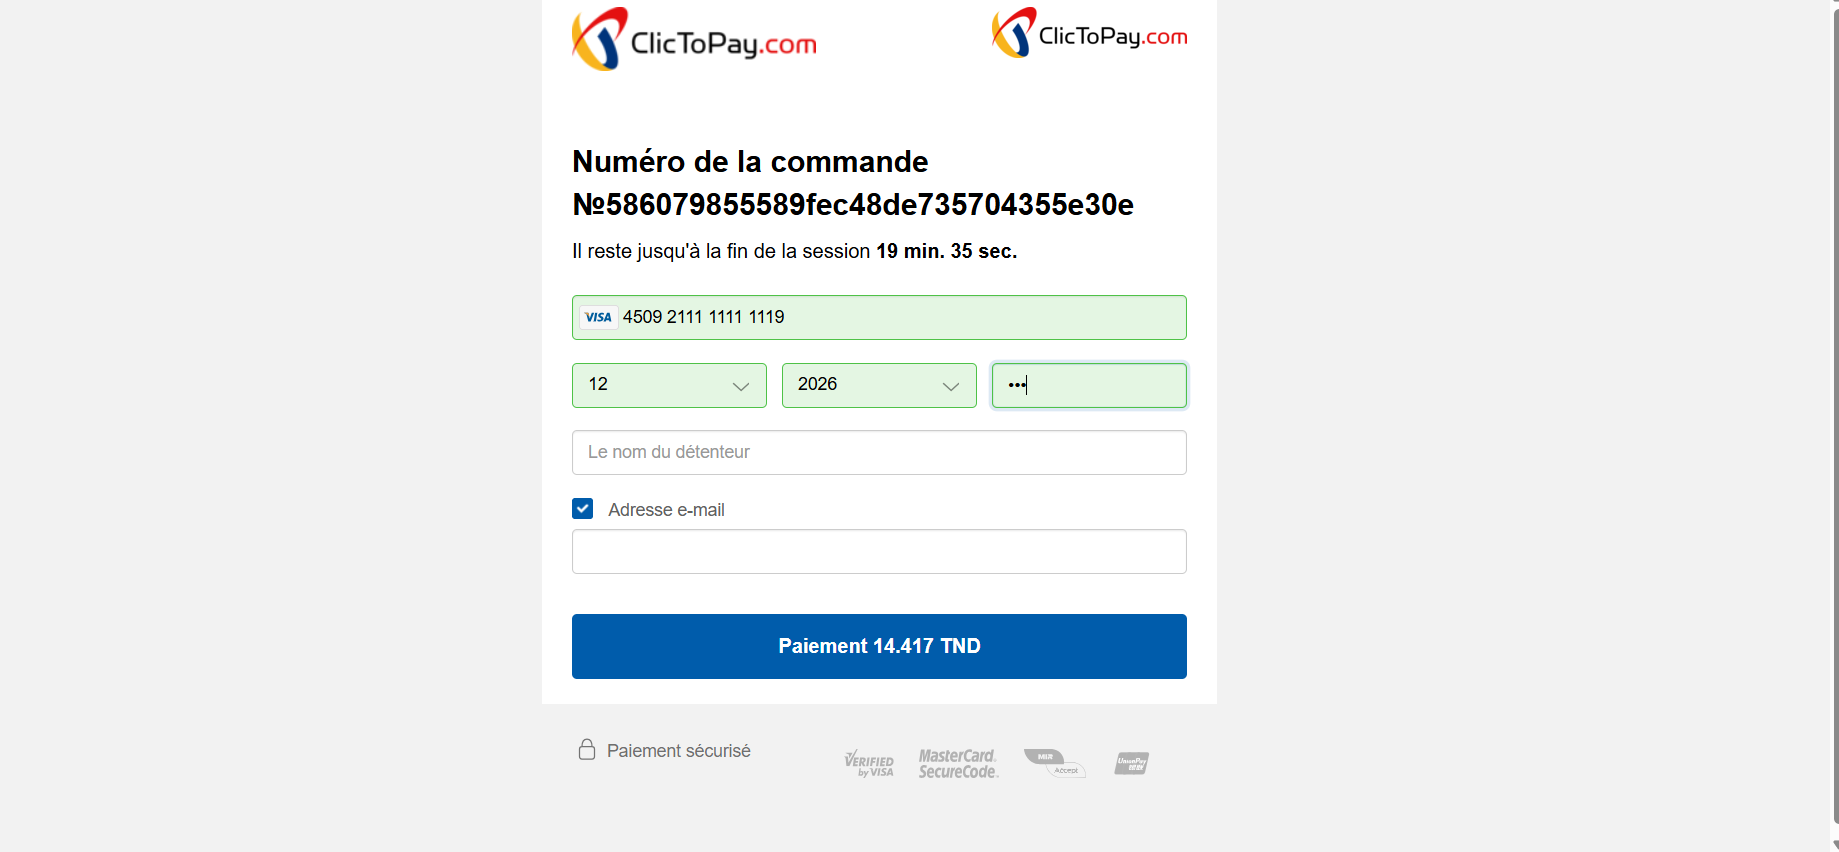 ClicToPay.com
ClicToPay.com
Numéro de la commande
№586079855589fec48de735704355e30e
Il reste jusqu'à la fin de la session 19 min. 35 sec.
VISA 4509 2111 1111 1119
12
2026
•••
Le nom du détenteur
Adresse e-mail
Paiement 14.417 TND
Paiement sécurisé
VERIFIED
by VISA
MasterCard.
SecureCode.
MIR
Accept
UnionPay
银联